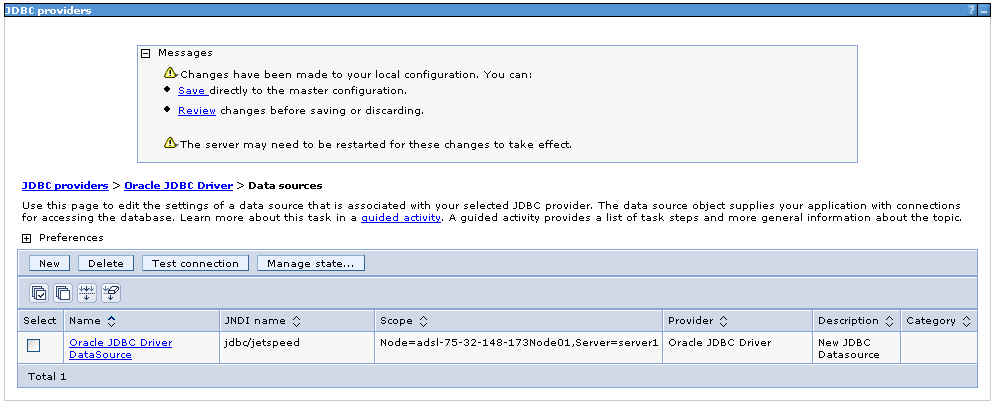 JDBC providers
?
Messages
Changes have been made to your local configuration. You can:
Save directly to the master configuration.
Review changes before saving or discarding.
The server may need to be restarted for these changes to take effect.
JDBC providers > Oracle JDBC Driver > Data sources
Use this page to edit the settings of a data source that is associated with your selected JDBC provider. The data source object supplies your application with connections
for accessing the database. Learn more about this task in a guided activity. A guided activity provides a list of task steps and more general information about the topic.
Preferences
New Delete Test connection Manage state...
Select Name JNDI name Scope Provider Description Category
Oracle JDBC Driver jdbc/jetspeed Node=adsl-75-32-148-173Node01,Server=server1 Oracle JDBC Driver New JDBC
DataSource Datasource
Total 1